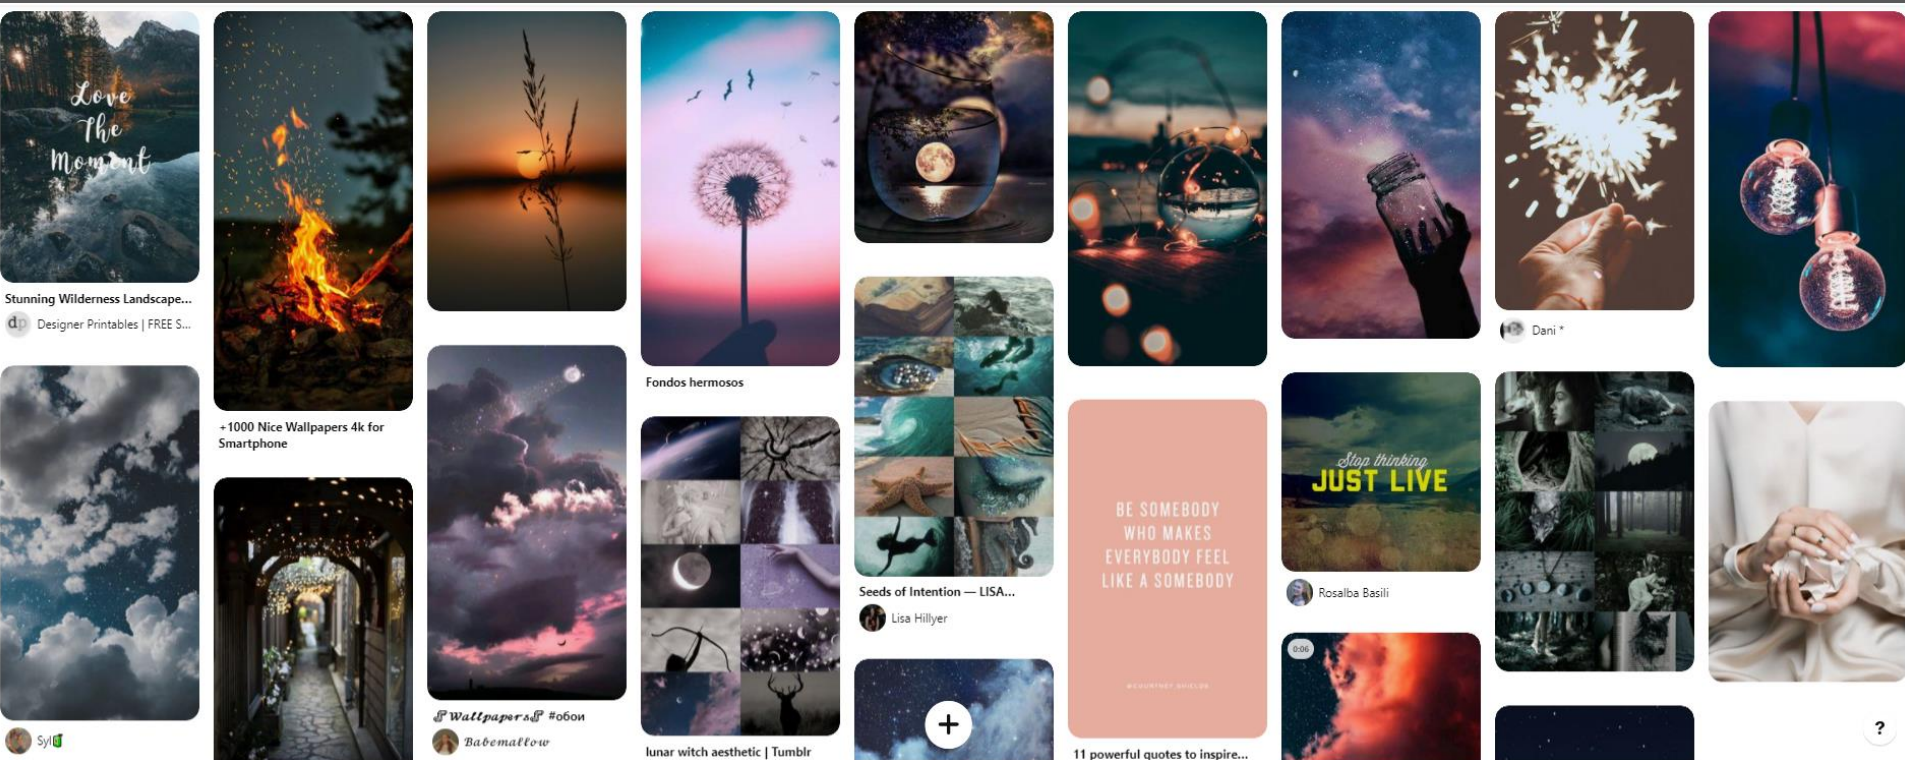 Love
The
Moment
Stunning Wilderness Landscape...
dp
Designer Printables | FREE S...
Syl
+1000 Nice Wallpapers 4k for
Smartphone
Wallpapers #обои
Babemallow
Fondos hermosos
lunar witch aesthetic | Tumblr
Seeds of Intention — LISA...
Lisa Hillyer
BE SOMEBODY
WHO MAKES
EVERYBODY FEEL
LIKE A SOMEBODY
11 powerful quotes to inspire...
Stop thinking
JUST LIVE
Rosalba Basili
0:06
Dani *
?